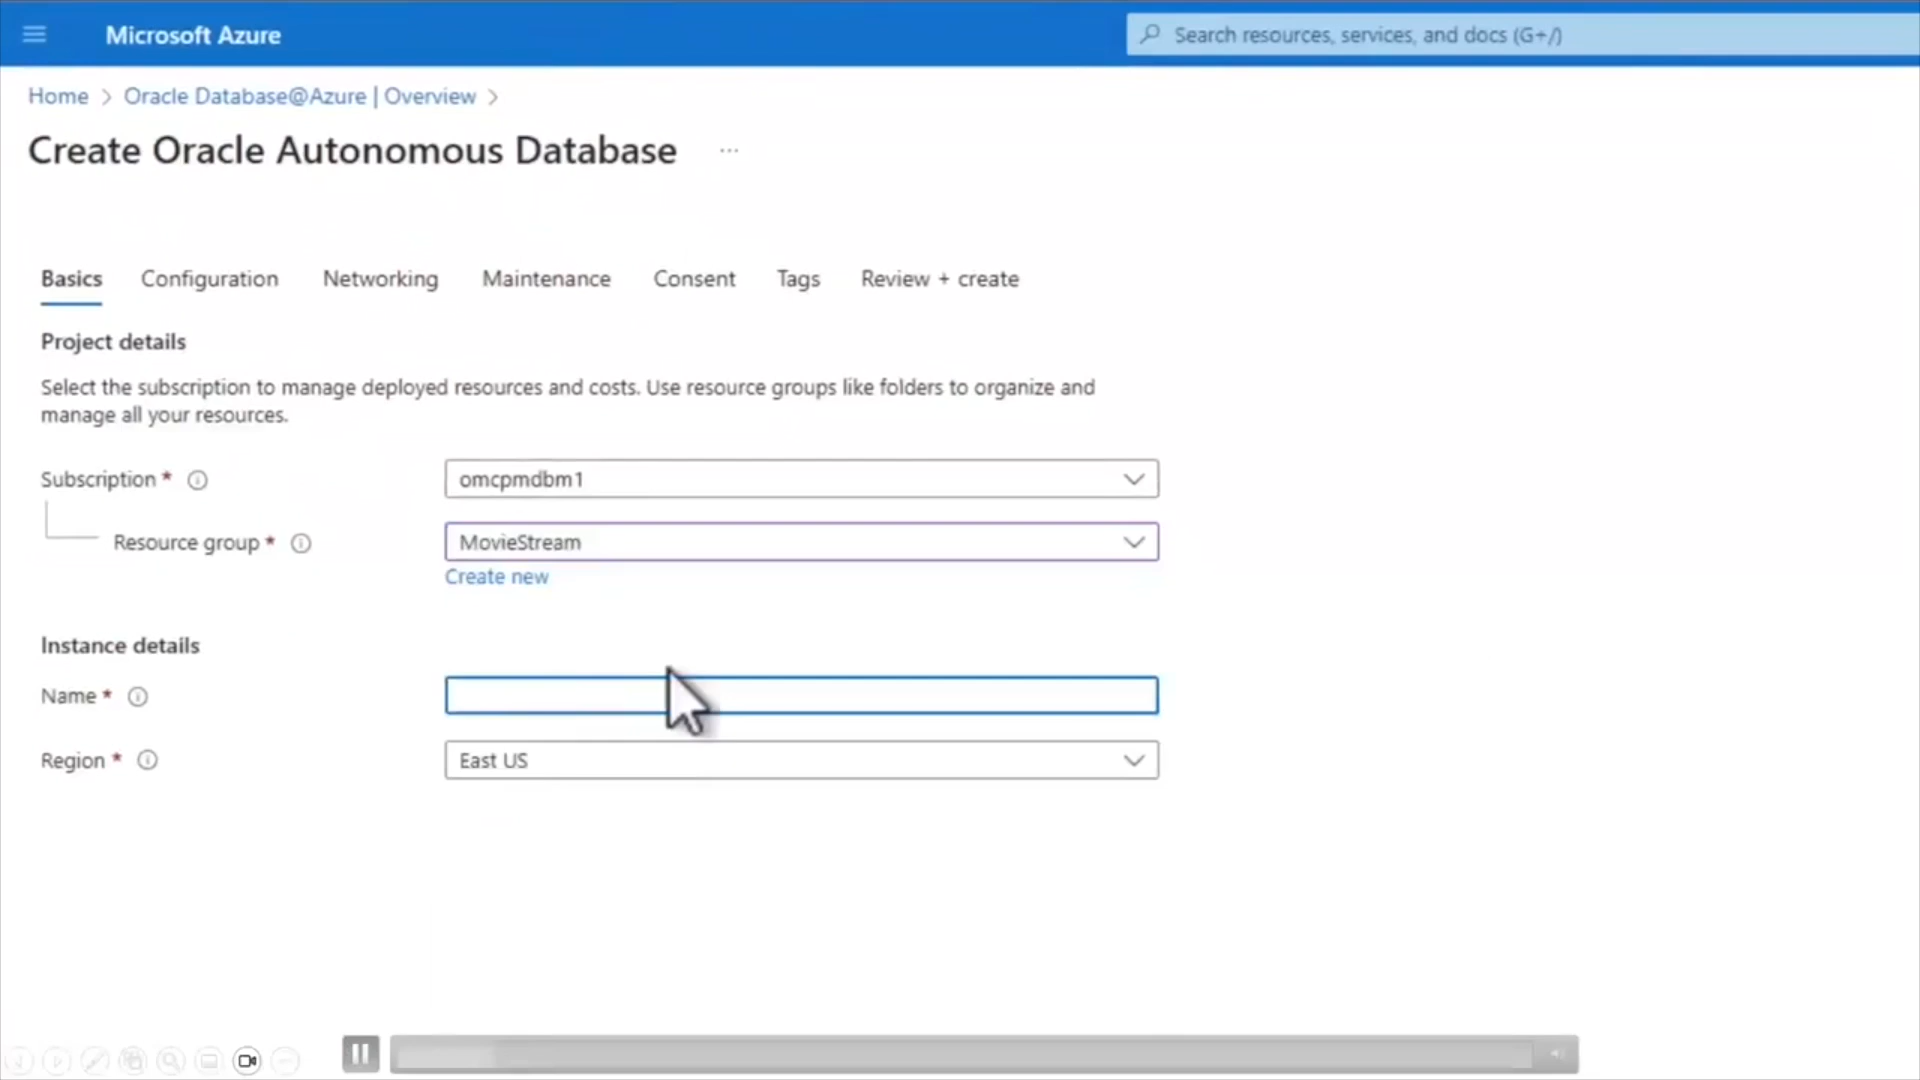 Microsoft Azure
Search resources, services, and docs (G+/)
Home > Oracle Database@Azure | Overview >
Create Oracle Autonomous Database ...
Basics Configuration Networking Maintenance Consent Tags Review + create
Project details
Select the subscription to manage deployed resources and costs. Use resource groups like folders to organize and
manage all your resources.
Subscription * omcpmdbm1
Resource group * MovieStream
Create new
Instance details
Name *
Region * East US